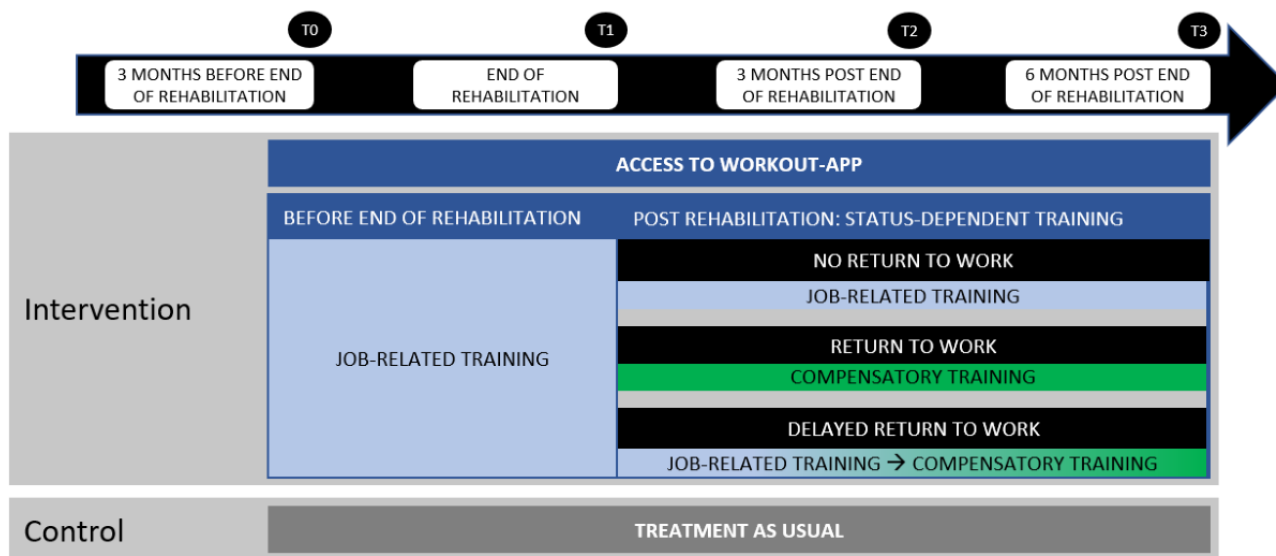 T0
T1
T2
T3
3 MONTHS BEFORE END
OF REHABILITATION
END OF
REHABILITATION
3 MONTHS POST END
OF REHABILITATION
6 MONTHS POST END
OF REHABILITATION
Intervention
ACCESS TO WORKOUT-APP
BEFORE END OF REHABILITATION
POST REHABILITATION: STATUS-DEPENDENT TRAINING
JOB-RELATED TRAINING
NO RETURN TO WORK
JOB-RELATED TRAINING
RETURN TO WORK
COMPENSATORY TRAINING
DELAYED RETURN TO WORK
JOB-RELATED TRAINING → COMPENSATORY TRAINING
Control
TREATMENT AS USUAL